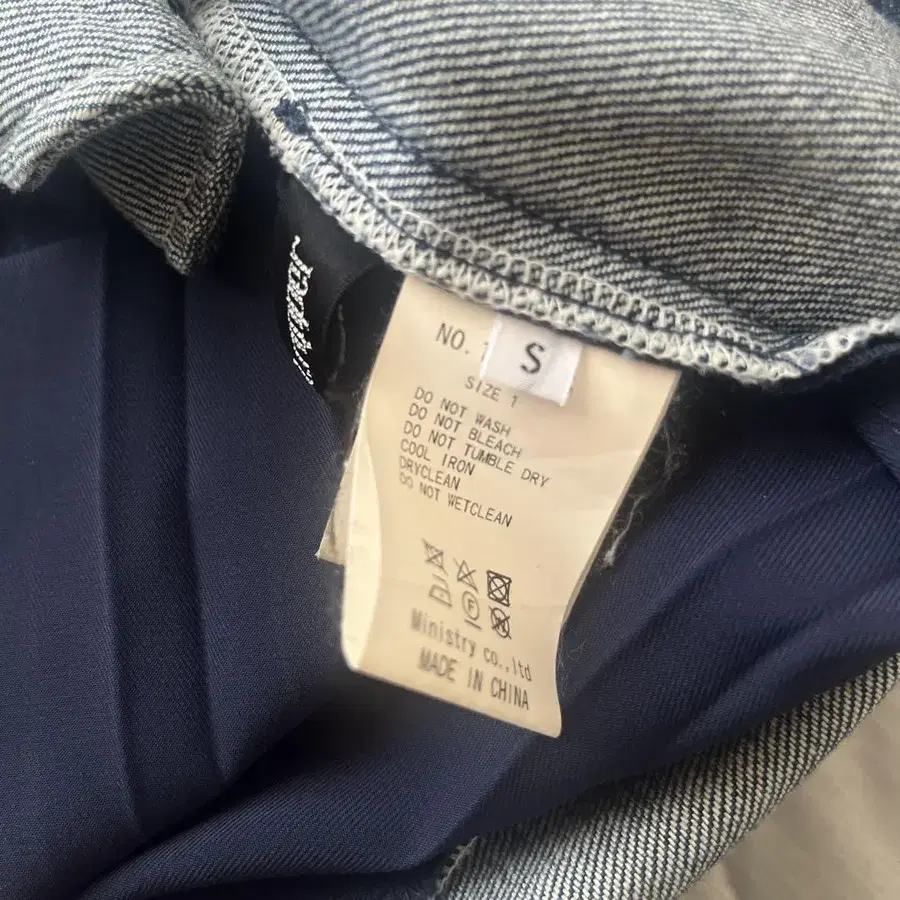 NO.
S
SIZE 1
DO NOT WASH
DO NOT BLEACH
DO NOT TUMBLE DRY
COOL IRON
DRYCLEAN
DO NOT WETCLEAN
F
W
Ministry co.,ltd
MADE IN CHINA